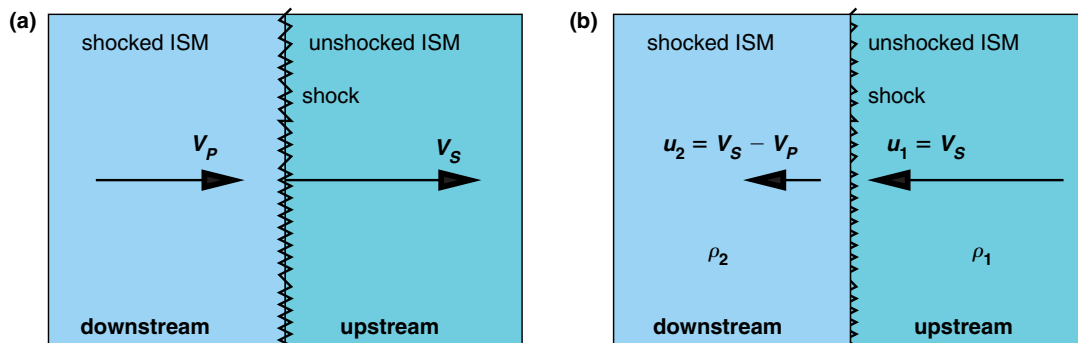 (a)
shocked ISM
unshocked ISM
shock
V_P
V_S
downstream
upstream
(b)
shocked ISM
unshocked ISM
shock
u_2 = V_S − V_P
u_1 = V_S
ρ_2
ρ_1
downstream
upstream